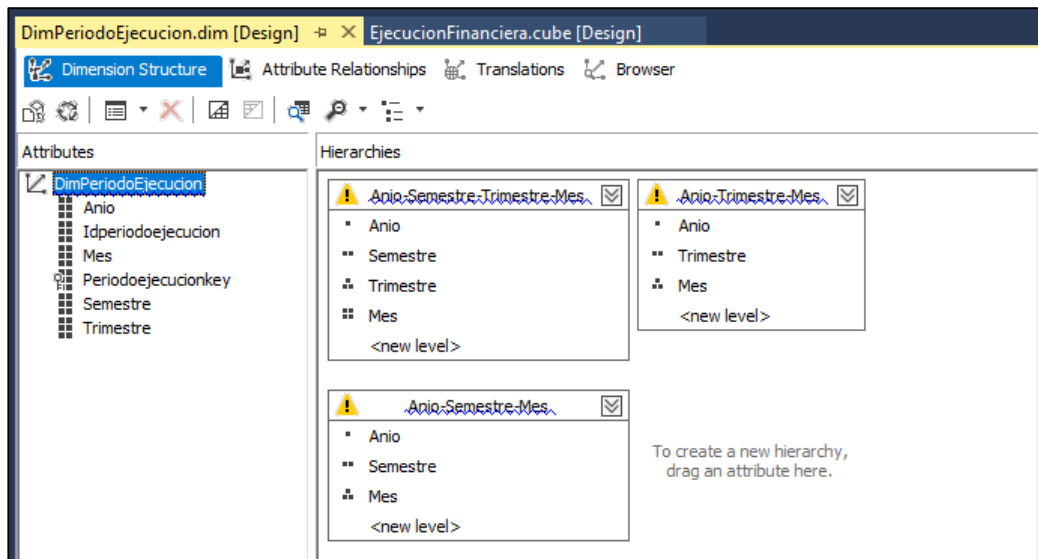 DimPeriodoEjecucion.dim [Design]
EjecucionFinanciera.cube [Design]
Dimension Structure
Attribute Relationships
Translations
Browser
Attributes
DimPeriodoEjecucion
Anio
Idperiodoejecucion
Mes
Periodoejecucionkey
Semestre
Trimestre
Hierarchies
Anio-Semestre-Trimestre-Mes
Anio
Semestre
Trimestre
Mes
<new level>
Anio-Trimestre-Mes
Anio
Trimestre
Mes
<new level>
Anio-Semestre-Mes
Anio
Semestre
Mes
<new level>
To create a new hierarchy,
drag an attribute here.